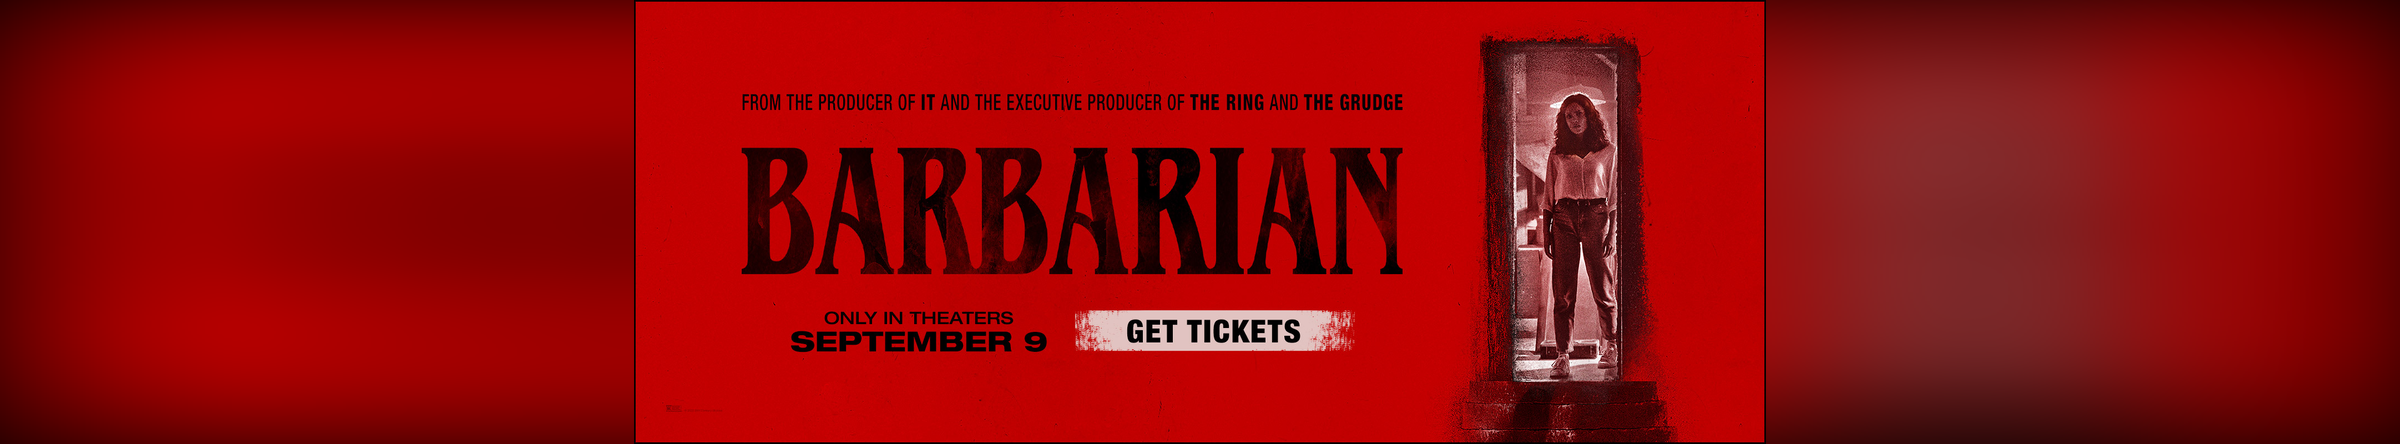 FROM THE PRODUCER OF IT AND THE EXECUTIVE PRODUCER OF THE RING AND THE GRUDGE
BARBARIAN
ONLY IN THEATERS
SEPTEMBER 9
GET TICKETS